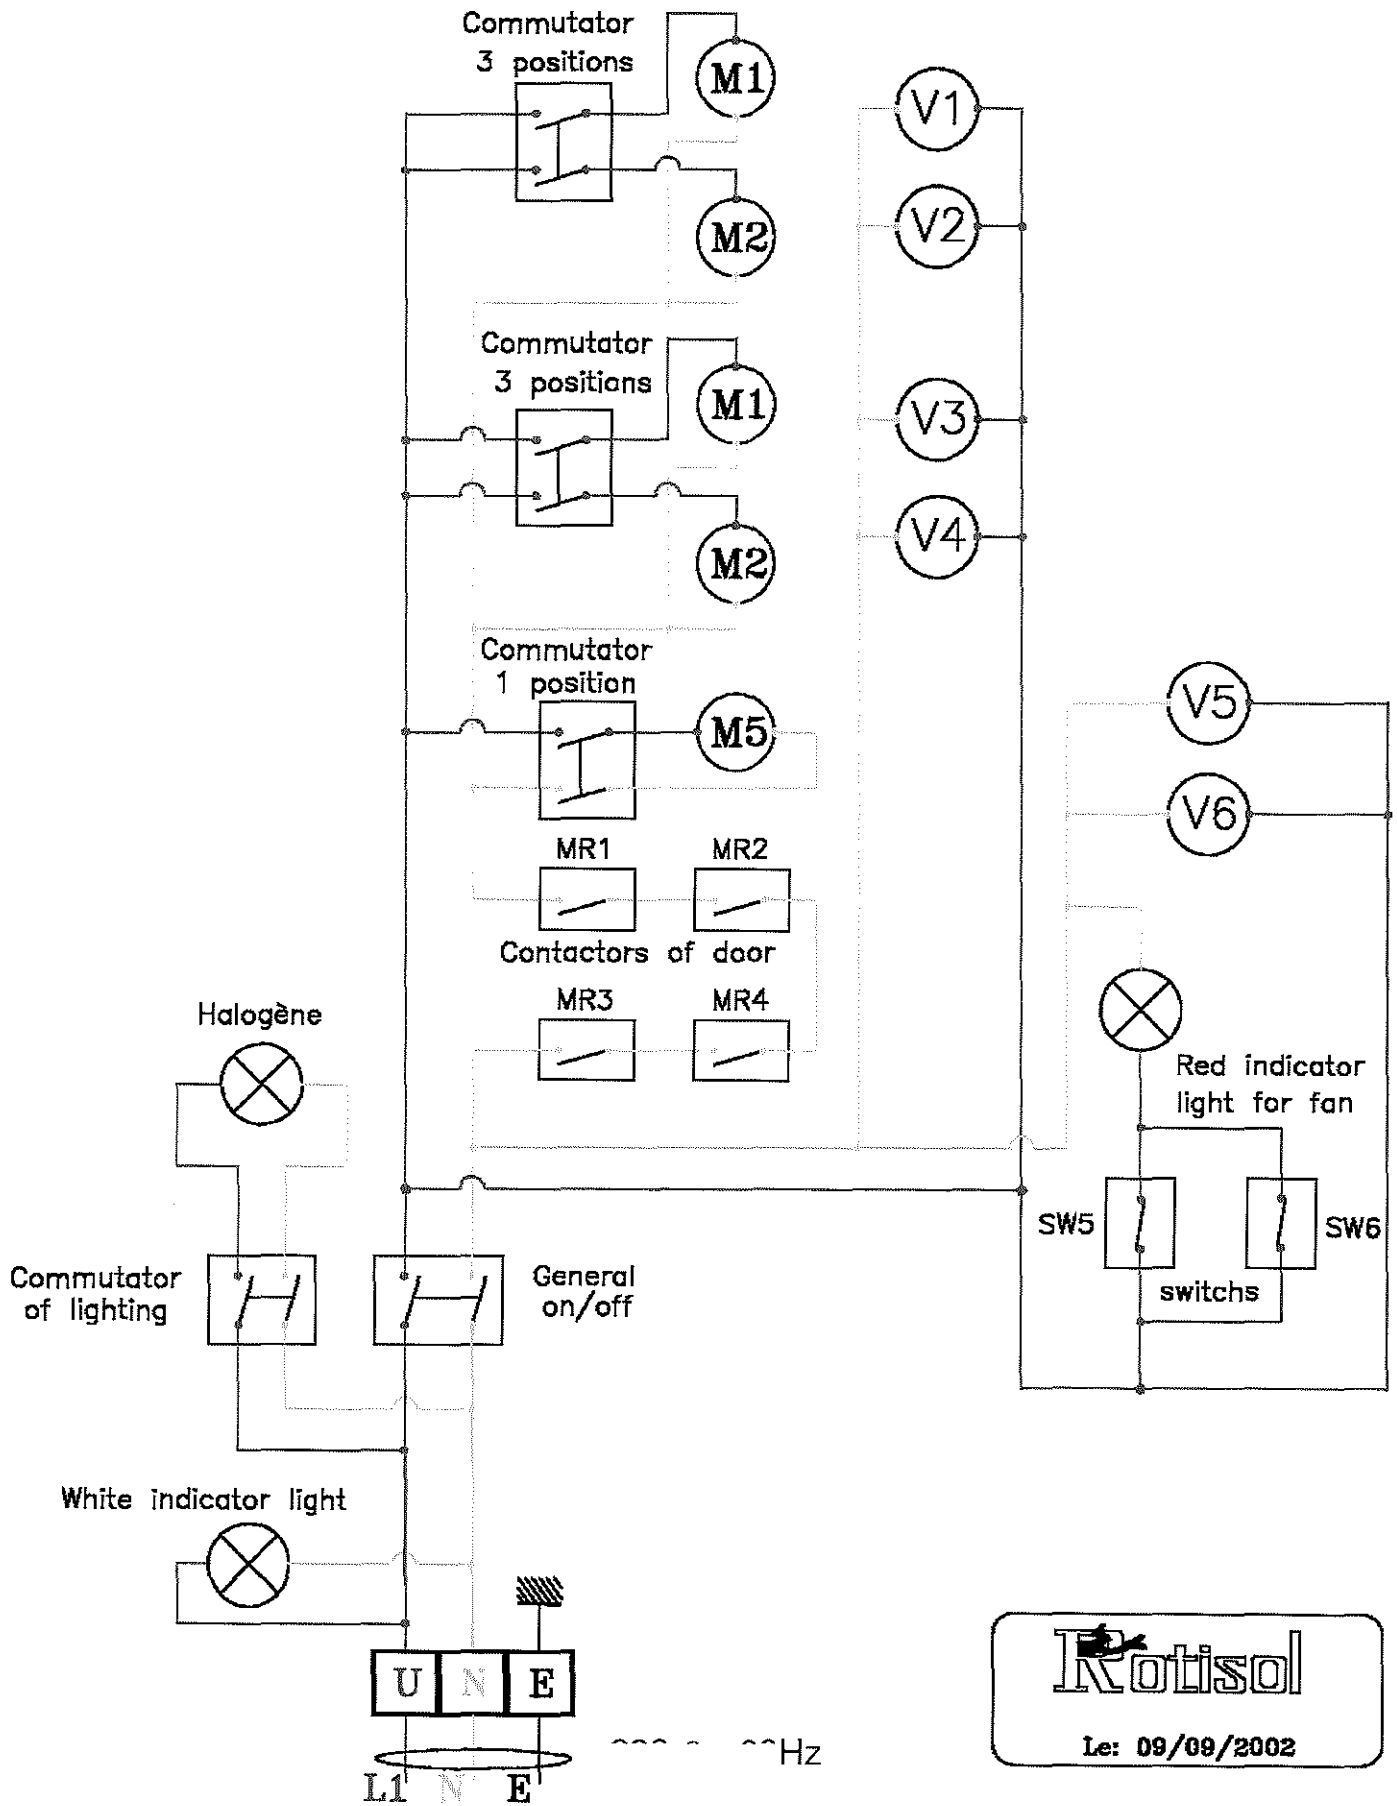 Commutator
3 positions
M1
V1
V2
M2
Commutator
3 positians
M1
V3
V4
M2
Commutator
1 position
M5
V5
V6
MR1 MR2
Contactors of door
MR3 MR4
Halogène
Red indicator
light for fan
SW5 SW6
switchs
Commutator
of lighting
General
on/off
White indicator light
U N E
Hz
L1 N E
Rotisol
Le: 09/09/2002